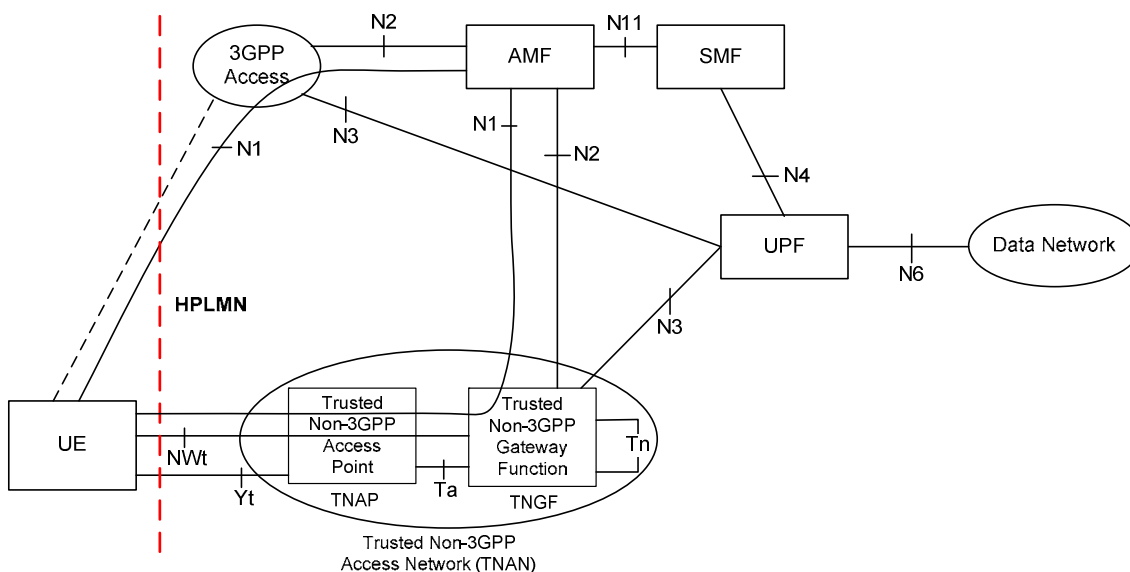 N2
N11
3GPP
Access
AMF
SMF
N1
N3
N1
N2
N4
UPF
Data Network
N6
HPLMN
N3
UE
Trusted
Non-3GPP
Access
Point
Trusted
Non-3GPP
Gateway
Function
Tn
NWt
Yt
Ta
TNAP
TNGF
Trusted Non-3GPP
Access Network (TNAN)